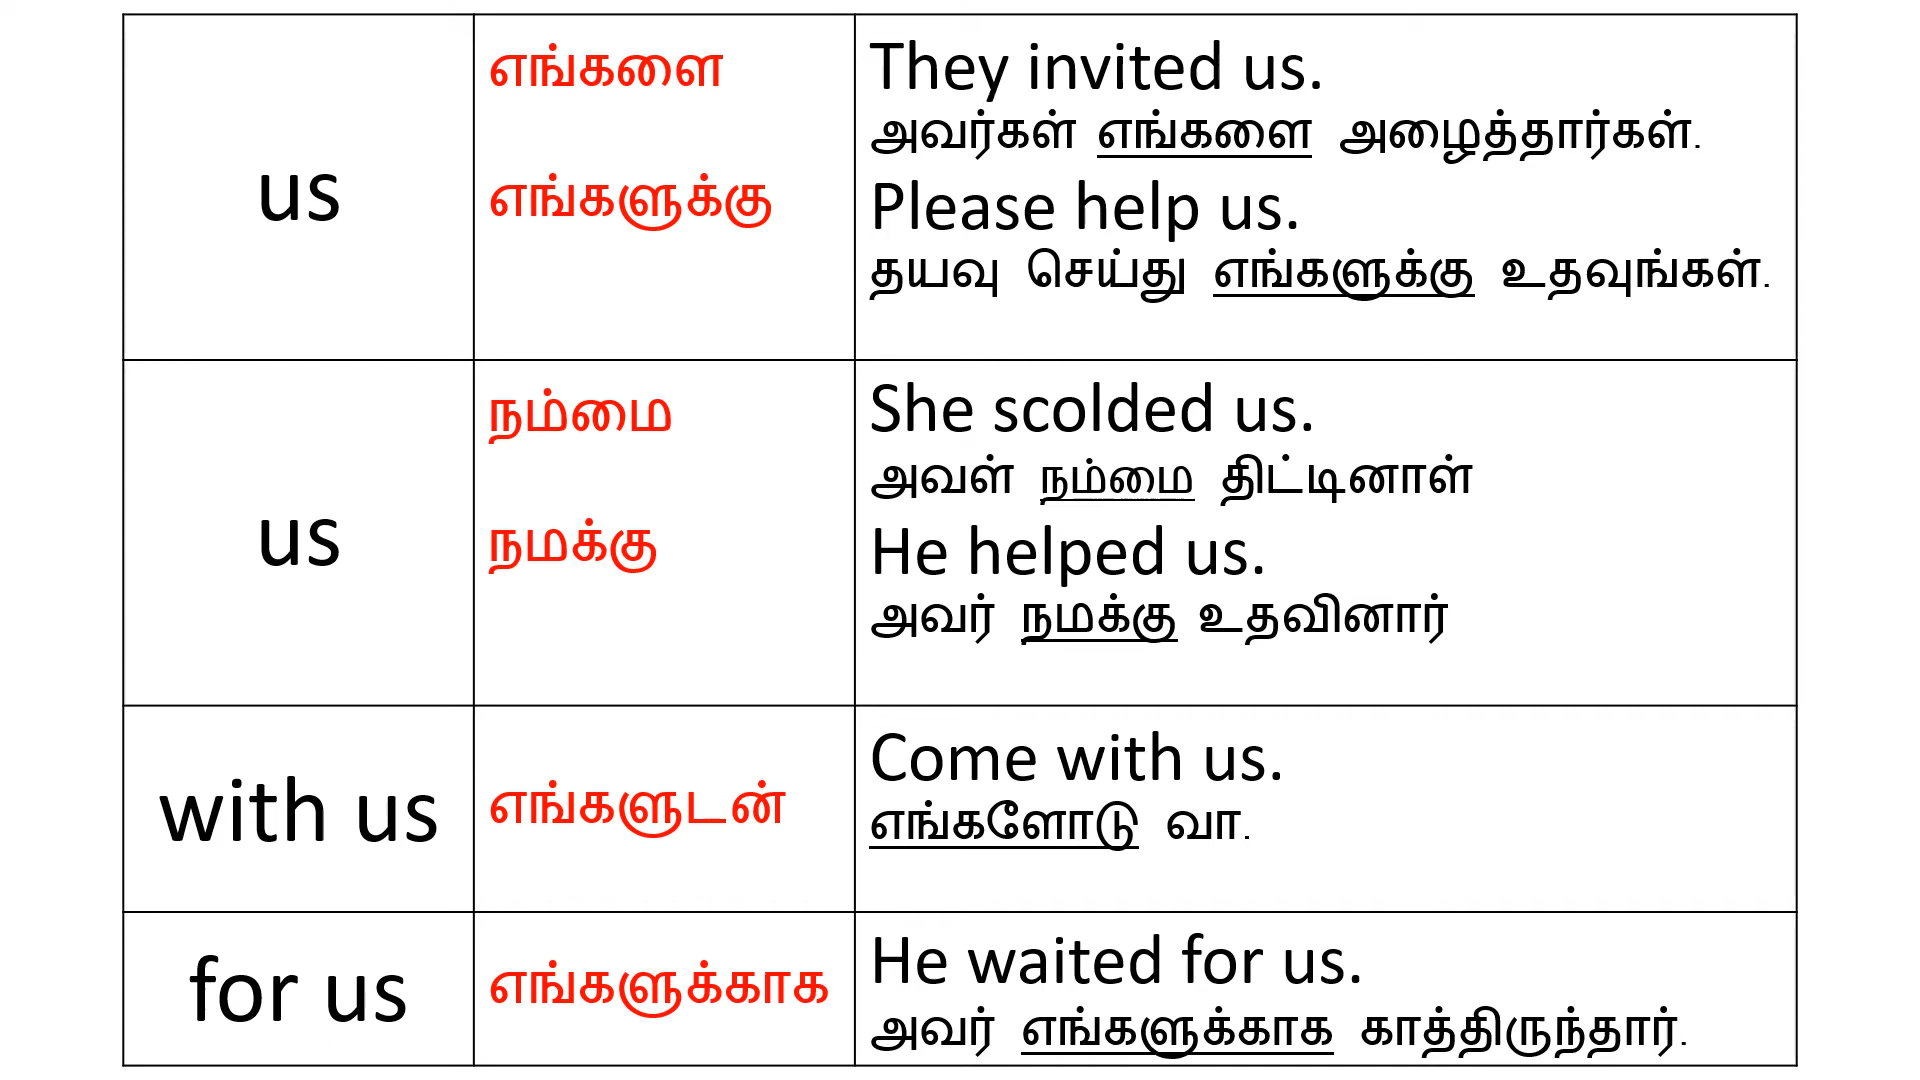 us
எங்களை
எங்களுக்கு
They invited us.
அவர்கள் எங்களை அழைத்தார்கள்.
Please help us.
தயவு செய்து எங்களுக்கு உதவுங்கள்.
us
நம்மை
நமக்கு
She scolded us.
அவள் நம்மை திட்டினாள்
He helped us.
அவர் நமக்கு உதவினார்
with us
எங்களுடன்
Come with us.
எங்களோடு வா.
for us
எங்களுக்காக
He waited for us.
அவர் எங்களுக்காக காத்திருந்தார்.